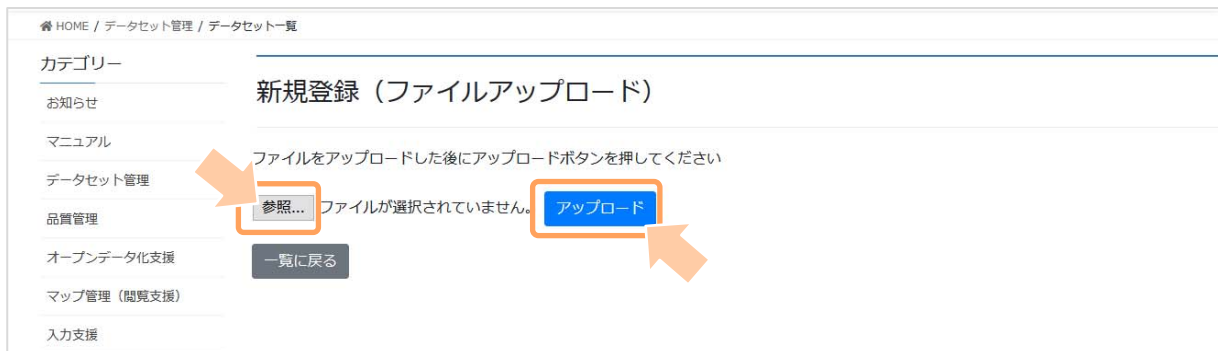 HOME / データセット管理 / データセット一覧
カテゴリー
お知らせ
マニュアル
データセット管理
品質管理
オープンデータ化支援
マップ管理（閲覧支援）
入力支援
新規登録（ファイルアップロード）
ファイルをアップロードした後にアップロードボタンを押してください
参照... ファイルが選択されていません。 アップロード
一覧に戻る